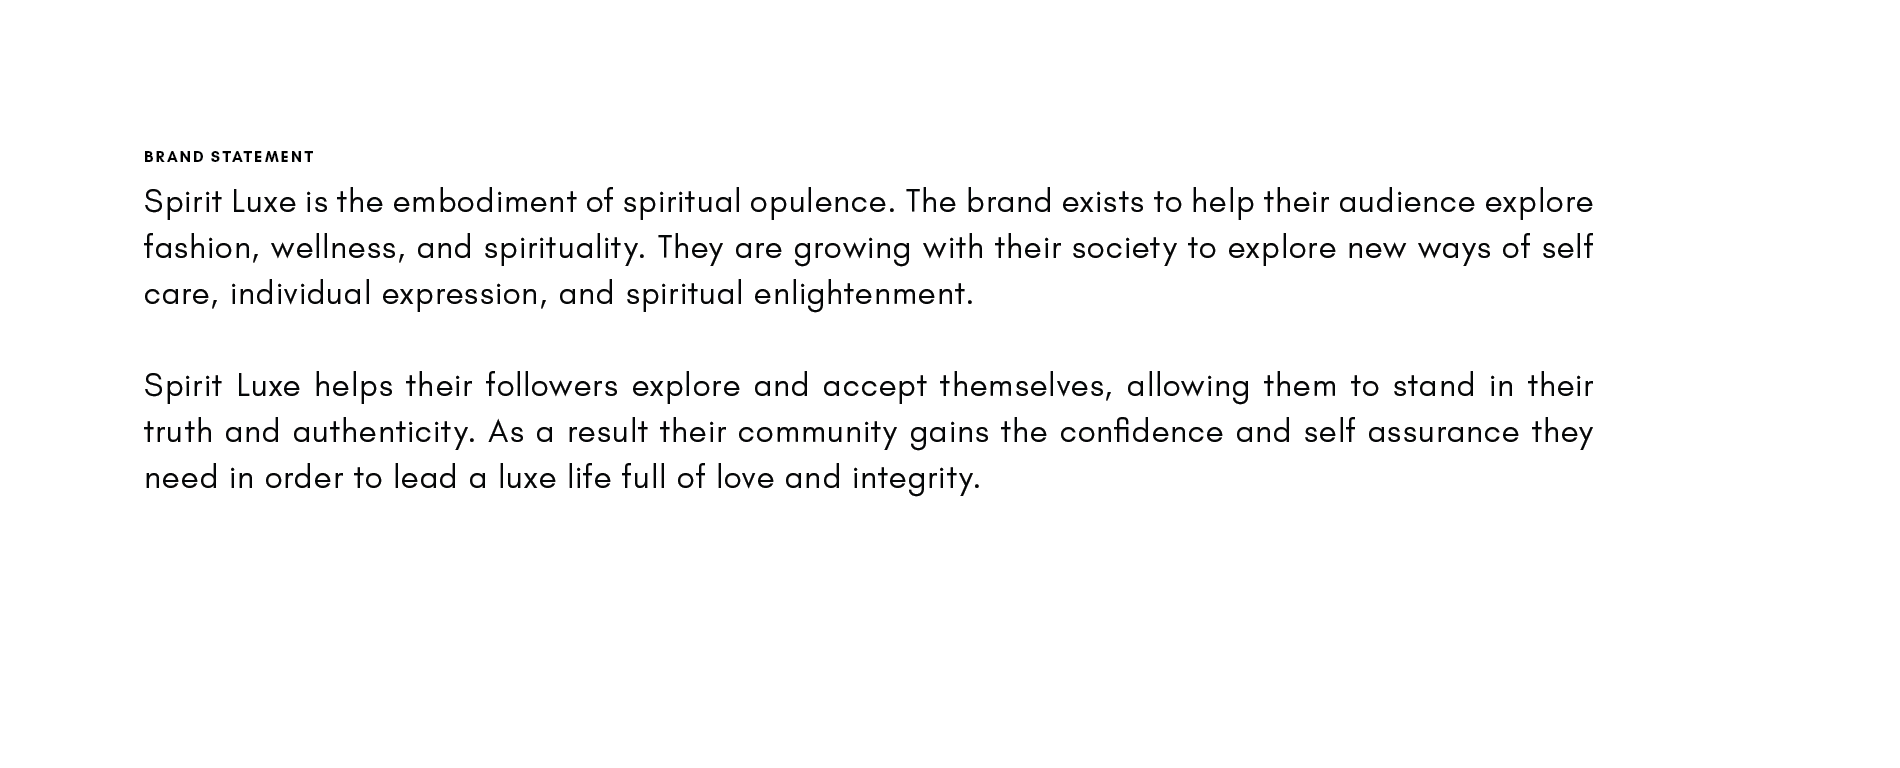 BRAND STATEMENT
Spirit Luxe is the embodiment of spiritual opulence. The brand exists to help their audience explore
fashion, wellness, and spirituality. They are growing with their society to explore new ways of self
care, individual expression, and spiritual enlightenment.
Spirit Luxe helps their followers explore and accept themselves, allowing them to stand in their
truth and authenticity. As a result their community gains the confidence and self assurance they
need in order to lead a luxe life full of love and integrity.